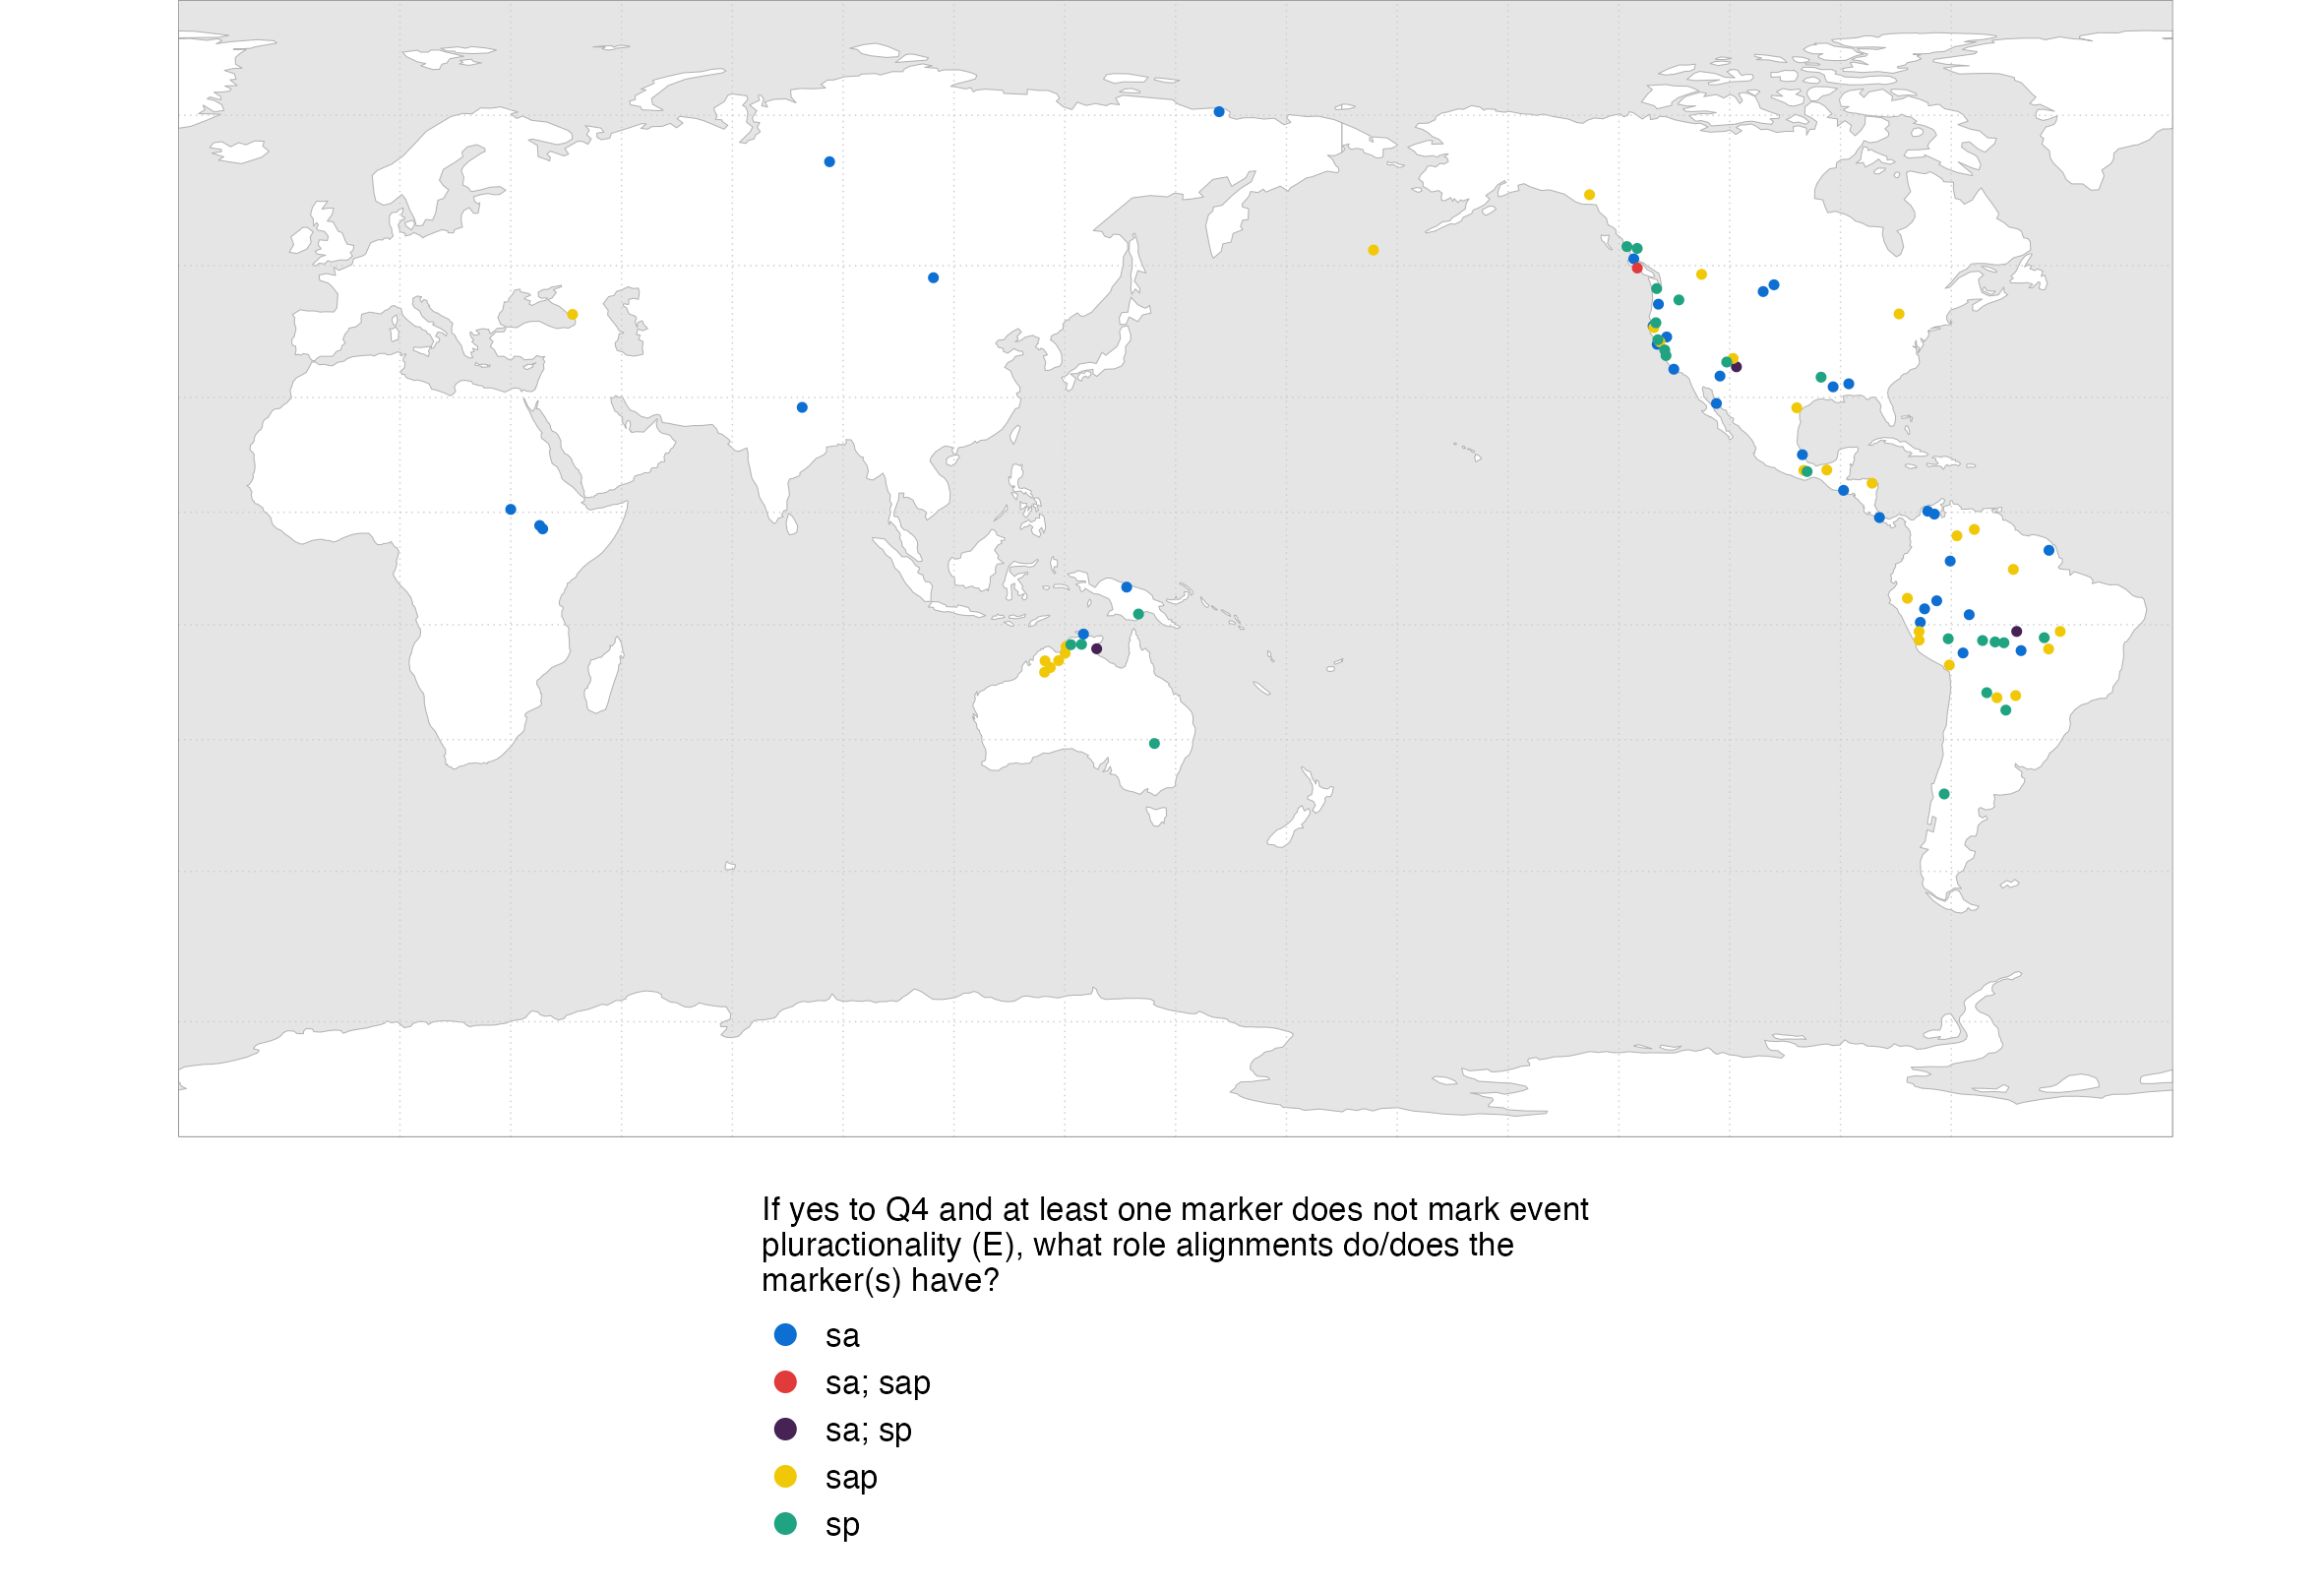 If yes to Q4 and at least one marker does not mark event
pluractionality (E), what role alignments do/does the
marker(s) have?
sa
sa; sap
sa; sp
sap
sp